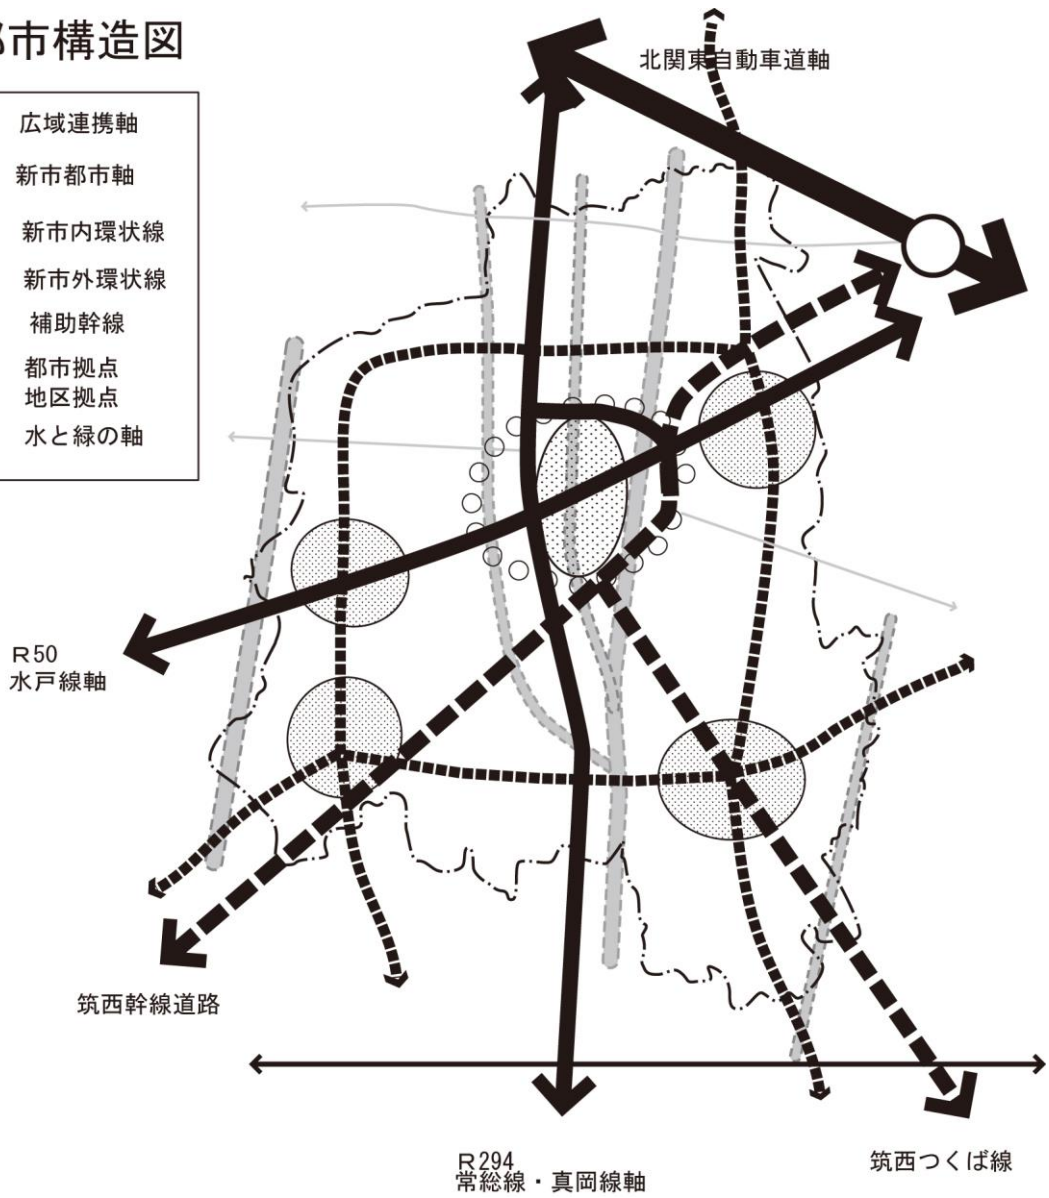 都市構造図
北関東自動車道軸
広域連携軸
新市都市軸
新市内環状線
新市外環状線
補助幹線
都市拠点
地区拠点
水と緑の軸
R50
水戸線軸
筑西幹線道路
R294
常総線・真岡線軸
筑西つくば線